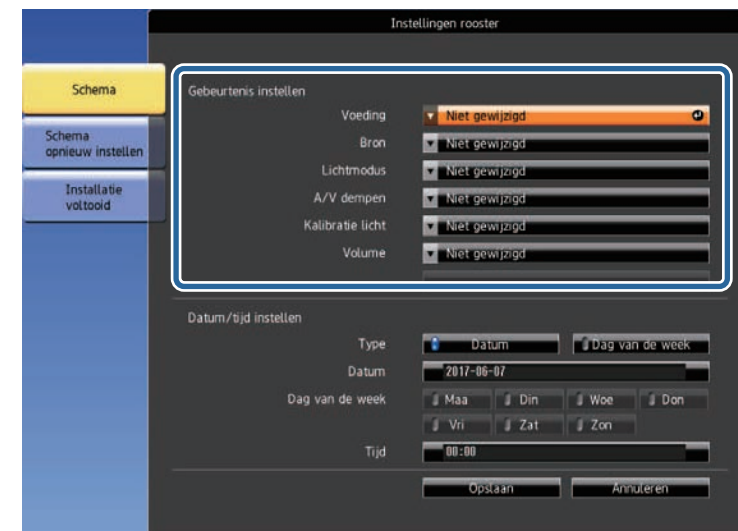 Instellingen rooster
Schema
Schema
opnieuw instellen
Installatie
voltooid
Gebeurtenis instellen
Voeding Niet gewijzigd
Bron Niet gewijzigd
Lichtmodus Niet gewijzigd
A/V dempen Niet gewijzigd
Kalibratie licht Niet gewijzigd
Volume Niet gewijzigd
Datum/tijd instellen
Type Datum Dag van de week
Datum 2017-06-07
Dag van de week Maa Din Woe Don
Vri Zat Zon
Tijd 00:00
Opslaan Annuleren